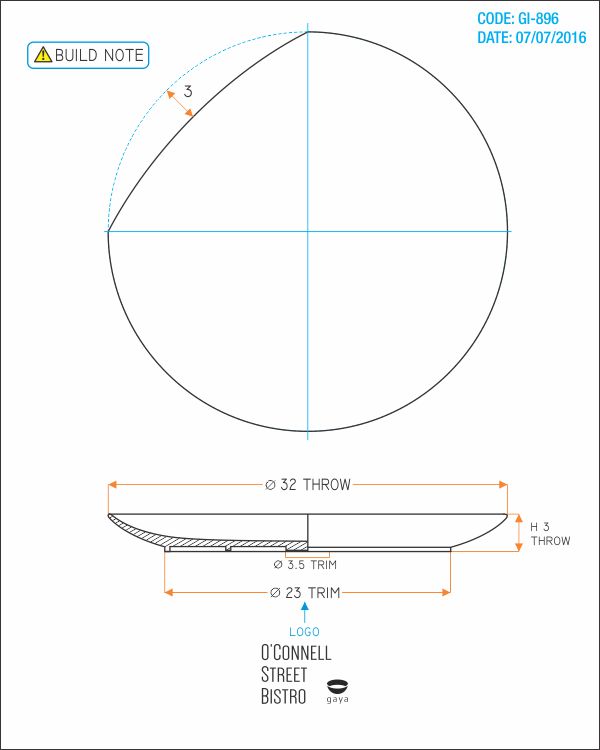 CODE: GI-896
DATE: 07/07/2016
BUILD NOTE
3
Ø 32 THROW
H 3
THROW
Ø 3.5 TRIM
Ø 23 TRIM
LOGO
O'CONNELL
STREET
BISTRO
gaya